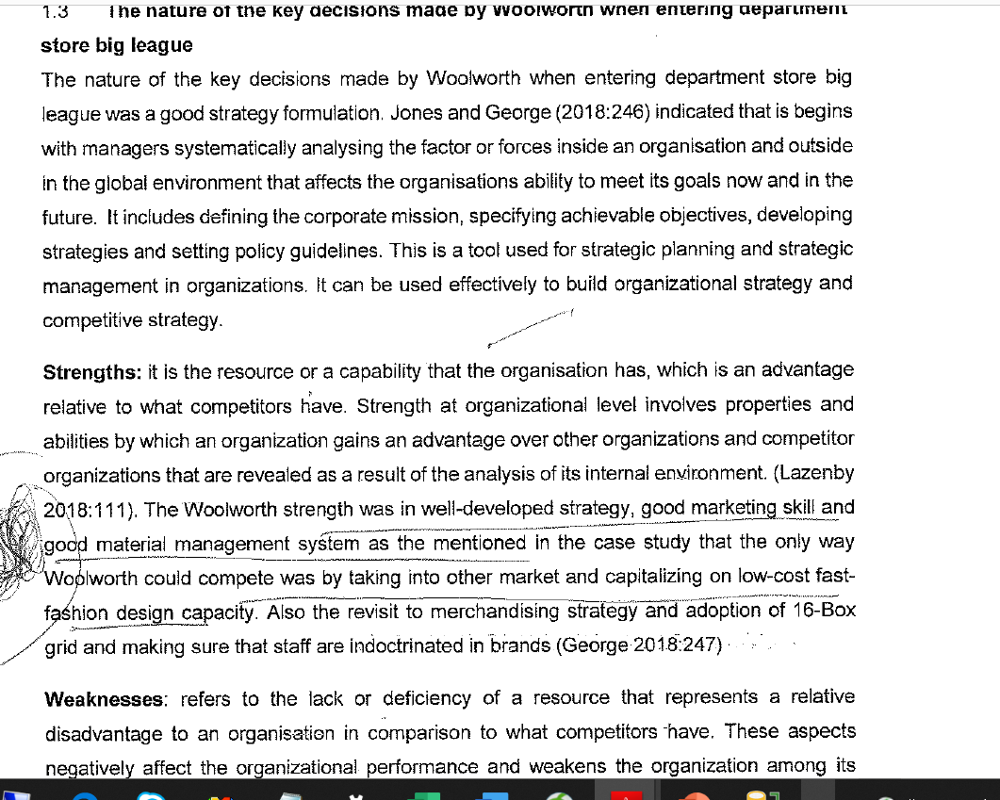 1.3 The nature of the key decisions made by Woolworth when entering department
store big league
The nature of the key decisions made by Woolworth when entering department store big
league was a good strategy formulation. Jones and George (2018:246) indicated that is begins
with managers systematically analysing the factor or forces inside an organisation and outside
in the global environment that affects the organisations ability to meet its goals now and in the
future. It includes defining the corporate mission, specifying achievable objectives, developing
strategies and setting policy guidelines. This is a tool used for strategic planning and strategic
management in organizations. It can be used effectively to build organizational strategy and
competitive strategy.
Strengths: it is the resource or a capability that the organisation has, which is an advantage
relative to what competitors have. Strength at organizational level involves properties and
abilities by which an organization gains an advantage over other organizations and competitor
organizations that are revealed as a result of the analysis of its internal environment. (Lazenby
2018:111). The Woolworth strength was in well-developed strategy, good marketing skill and
good material management system as the mentioned in the case study that the only way
Woolworth could compete was by taking into other market and capitalizing on low-cost fast-
fashion design capacity. Also the revisit to merchandising strategy and adoption of 16-Box
grid and making sure that staff are indoctrinated in brands (George 2018:247)
Weaknesses: refers to the lack or deficiency of a resource that represents a relative
disadvantage to an organisation in comparison to what competitors have. These aspects
negatively affect the organizational performance and weakens the organization among its